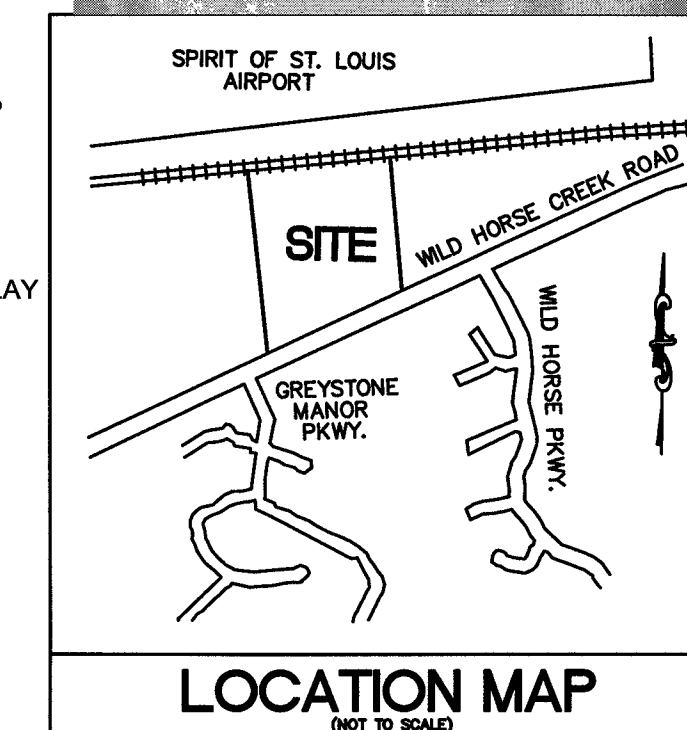 SPIRIT OF ST. LOUIS
AIRPORT
WILD HORSE CREEK ROAD
SITE
LAY
WILD HORSE PKWY.
GREYSTONE
MANOR
PKWY.
LOCATION MAP
(NOT TO SCALE)